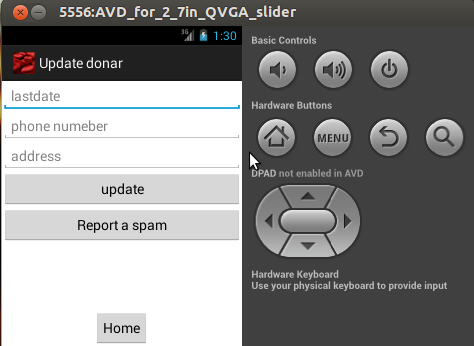 5556:AVD_for_2_7in_QVGA_slider
3G 1:30
Update donar
lastdate
phone numeber
address
update
Report a spam
Home
Basic Controls
Hardware Buttons
MENU
DPAD not enabled in AVD
Hardware Keyboard
Use your physical keyboard to provide input